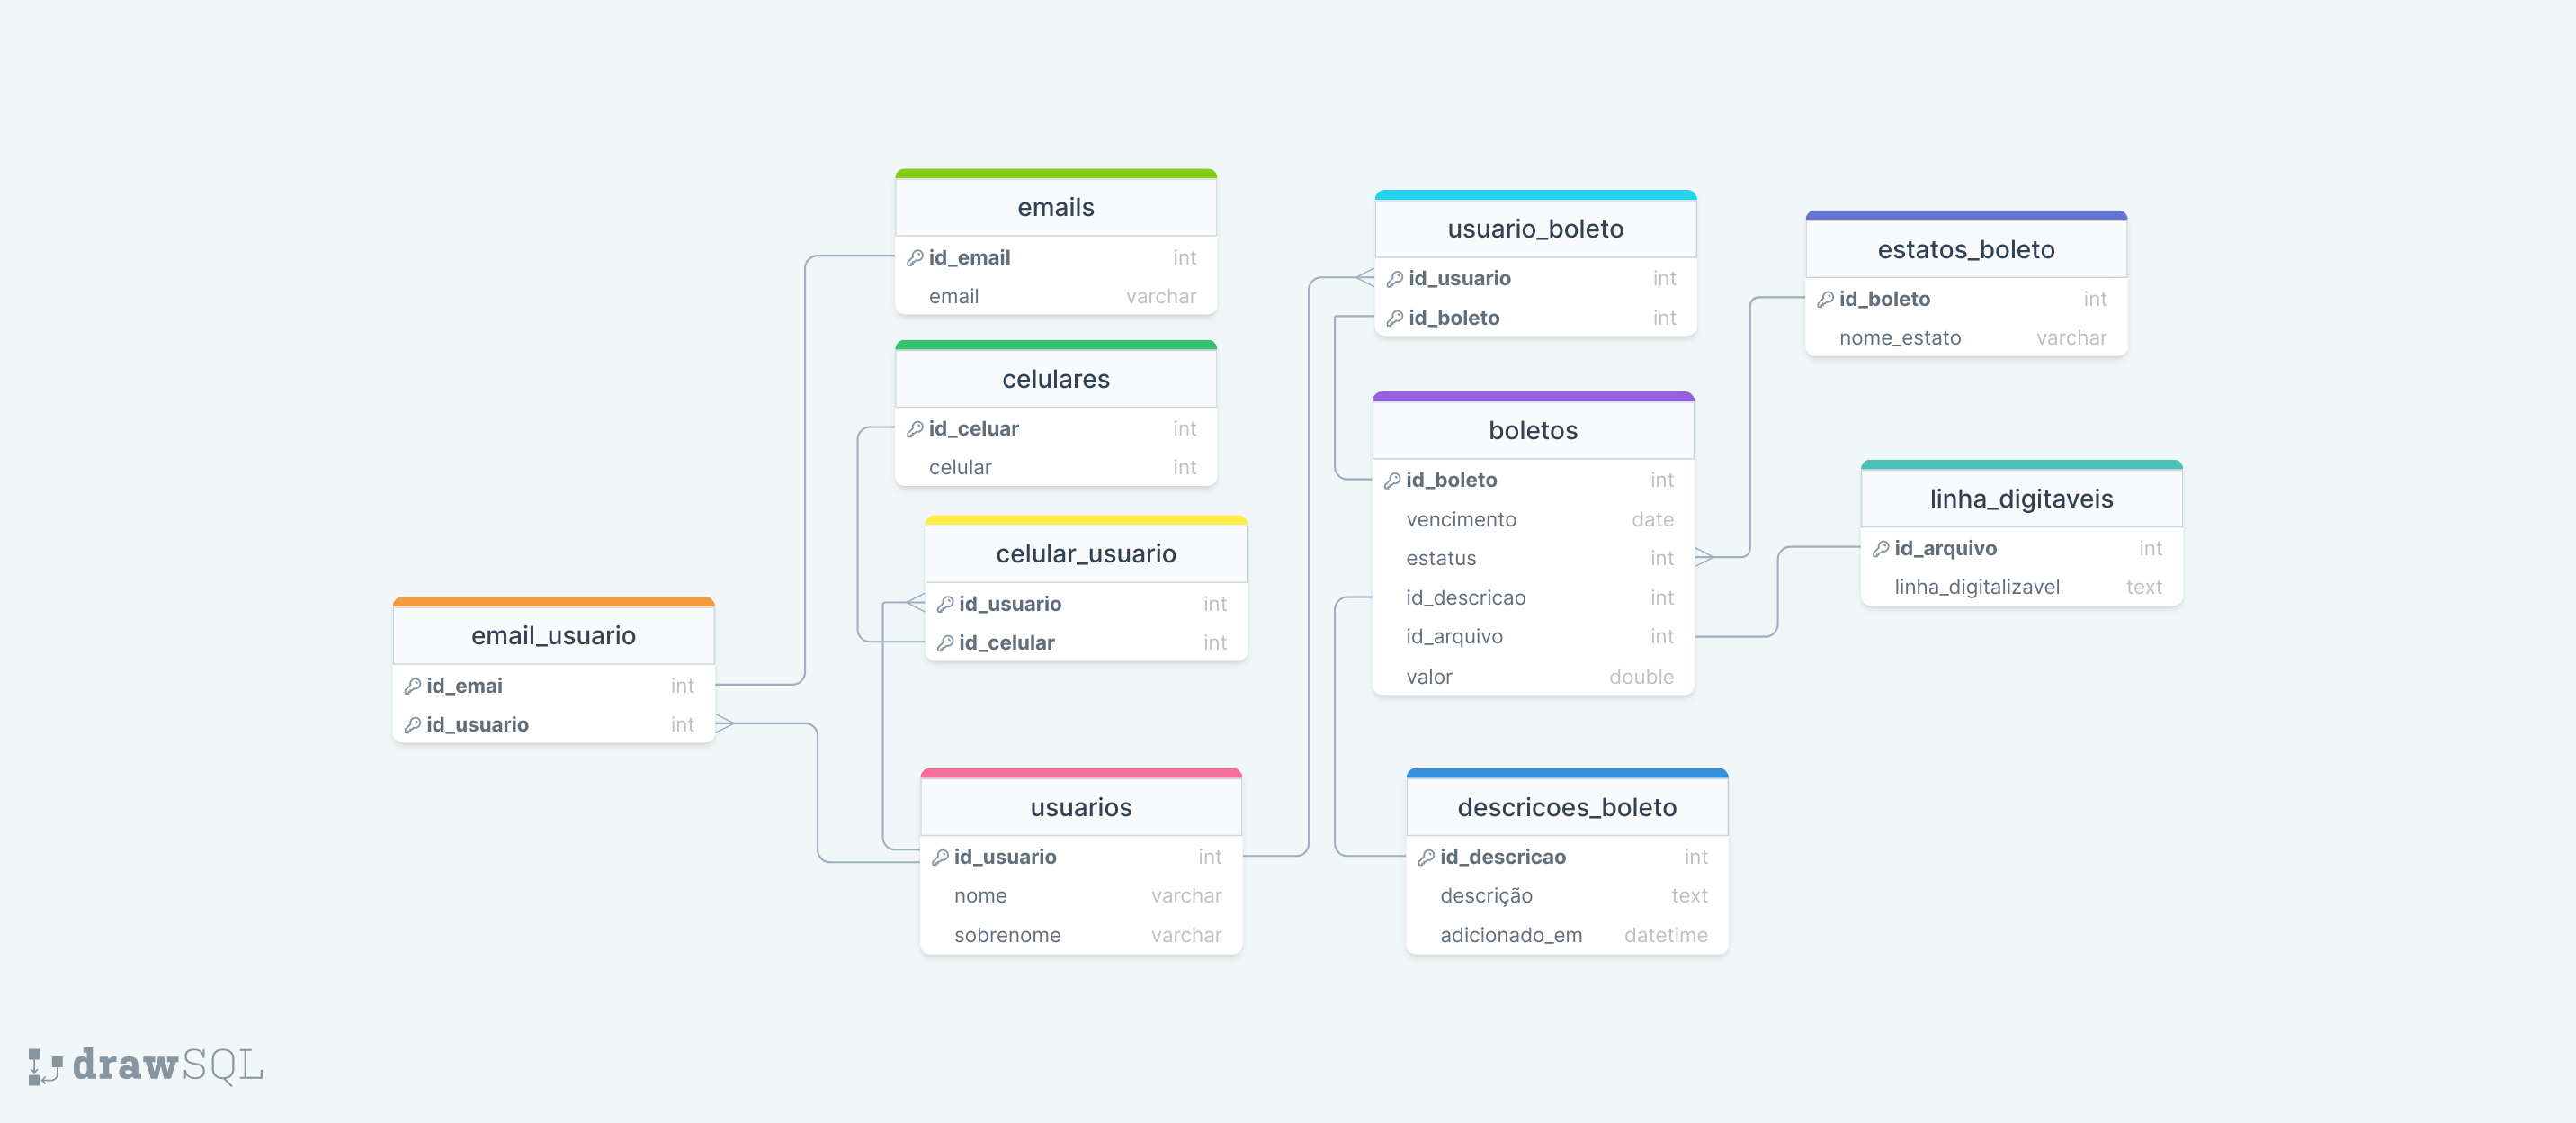 emails
id_email int
email varchar
celulares
id_celuar int
celular int
celular_usuario
id_usuario int
id_celular int
email_usuario
id_emai int
id_usuario int
usuarios
id_usuario int
nome varchar
sobrenome varchar
usuario_boleto
id_usuario int
id_boleto int
boletos
id_boleto int
vencimento date
estatus int
id_descricao int
id_arquivo int
valor double
descricoes_boleto
id_descricao int
descrição text
adicionado_em datetime
estatos_boleto
id_boleto int
nome_estato varchar
linha_digitaveis
id_arquivo int
linha_digitalizavel text
drawSQL